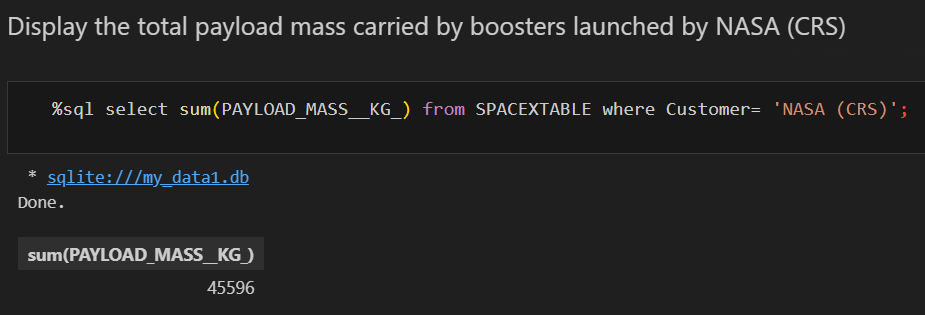 Display the total payload mass carried by boosters launched by NASA (CRS)
%sql select sum(PAYLOAD_MASS__KG_) from SPACEXTABLE where Customer= 'NASA (CRS)';
* sqlite:///my_data1.db
Done.
sum(PAYLOAD_MASS__KG_)
45596